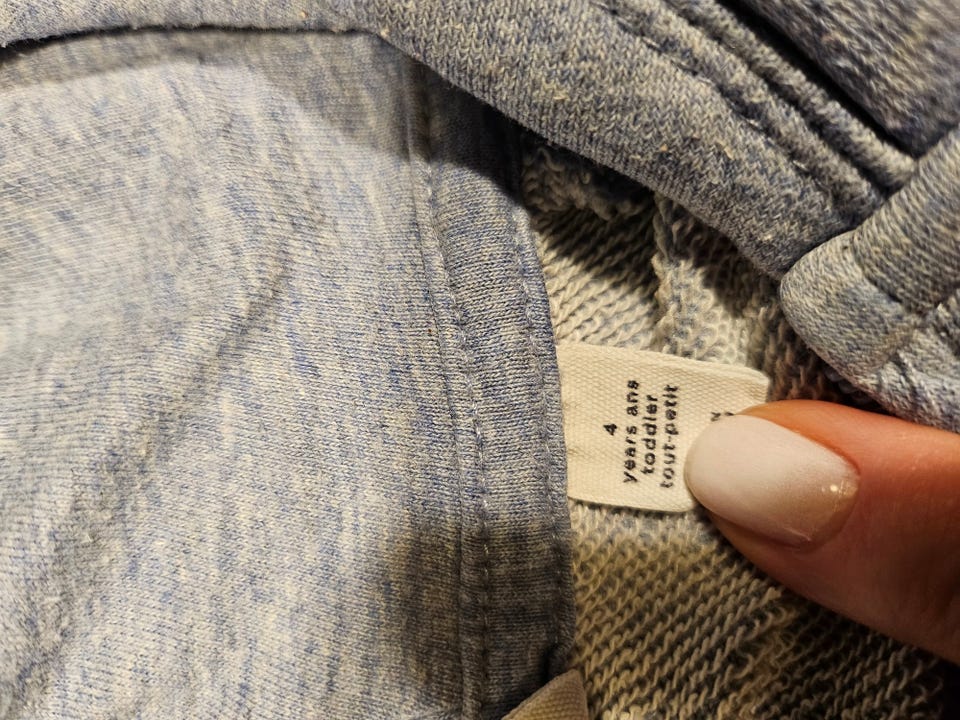 4
years ans
toddler
tout-petit